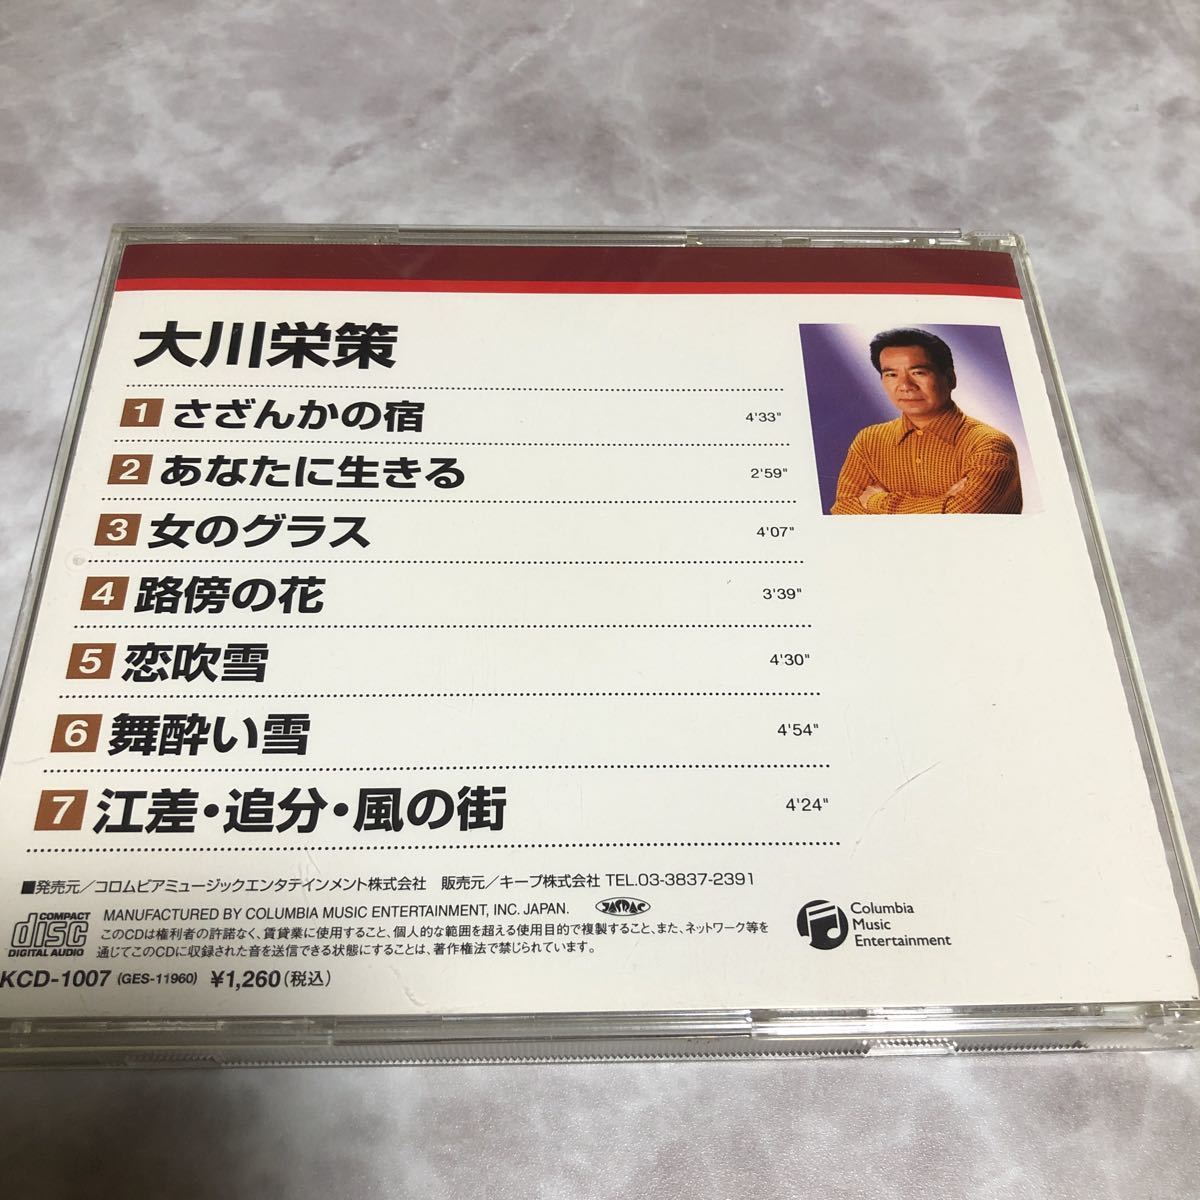 大川栄策
1 さざんかの宿 4'33"
2 あなたに生きる 2'59"
3 女のグラス 4'07"
4 路傍の花 3'39"
5 恋吹雪 4'30"
6 舞酔い雪 4'54"
7 江差・追分・風の街 4'24"
■発売元／コロムビアミュージックエンタテインメント株式会社 販売元／キープ株式会社 TEL.03-3837-2391
COMPACT
disc
DIGITAL AUDIO
MANUFACTURED BY COLUMBIA MUSIC ENTERTAINMENT, INC. JAPAN. JASRAC
このCDは権利者の許諾なく、賃貸業に使用すること、個人的な範囲を超える使用目的で複製すること、また、ネットワーク等を
通じてこのCDに収録された音を送信できる状態にすることは、著作権法で禁じられています。
Columbia
Music
Entertainment
KCD-1007 (GES-11960) ¥1,260(税込)